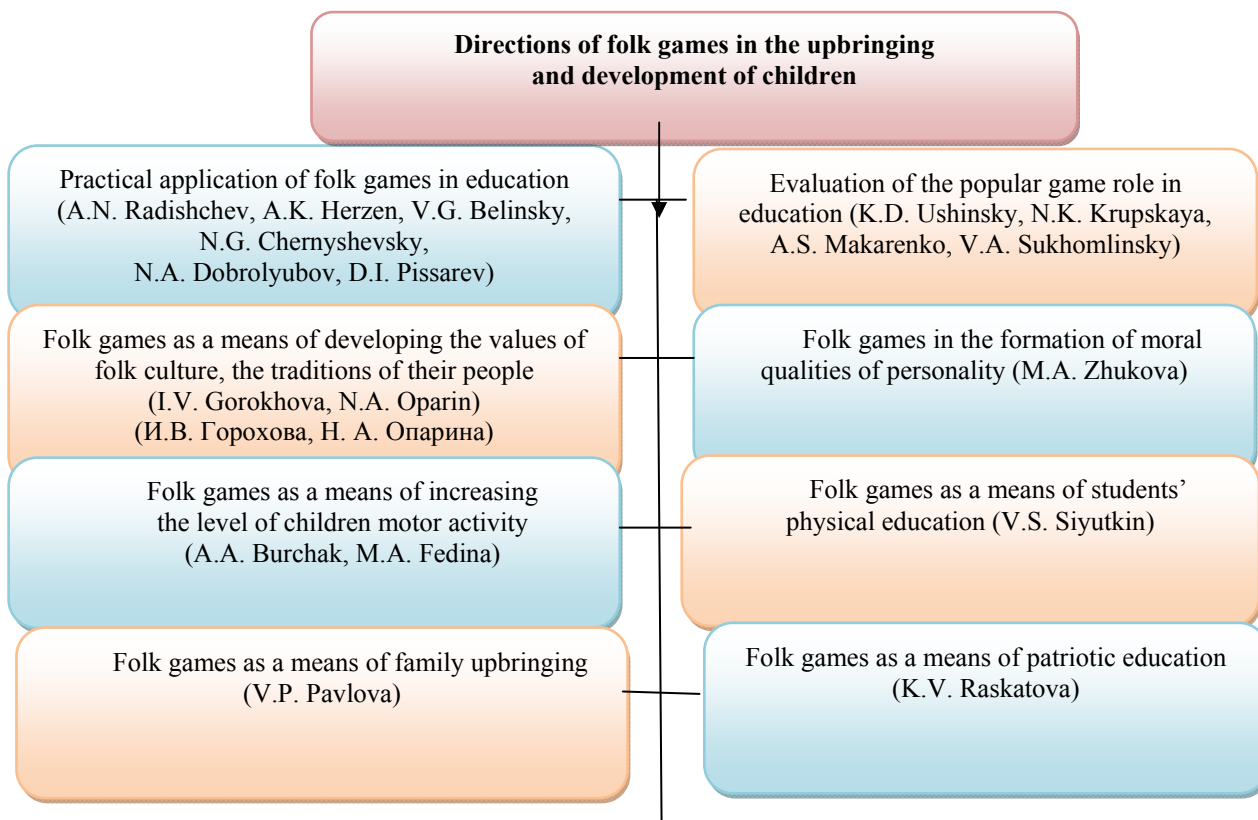 Directions of folk games in the upbringing
and development of children
Practical application of folk games in education
(A.N. Radishchev, A.K. Herzen, V.G. Belinsky,
N.G. Chernyshevsky,
N.A. Dobrolyubov, D.I. Pissarev)
Evaluation of the popular game role in
education (K.D. Ushinsky, N.K. Krupskaya,
A.S. Makarenko, V.A. Sukhomlinsky)
Folk games as a means of developing the values of
folk culture, the traditions of their people
(I.V. Gorokhova, N.A. Oparin)
(И.В. Горохова, Н. А. Опарина)
Folk games in the formation of moral
qualities of personality (M.A. Zhukova)
Folk games as a means of increasing
the level of children motor activity
(A.A. Burchak, M.A. Fedina)
Folk games as a means of students’
physical education (V.S. Siyutkin)
Folk games as a means of family upbringing
(V.P. Pavlova)
Folk games as a means of patriotic education
(K.V. Raskatova)